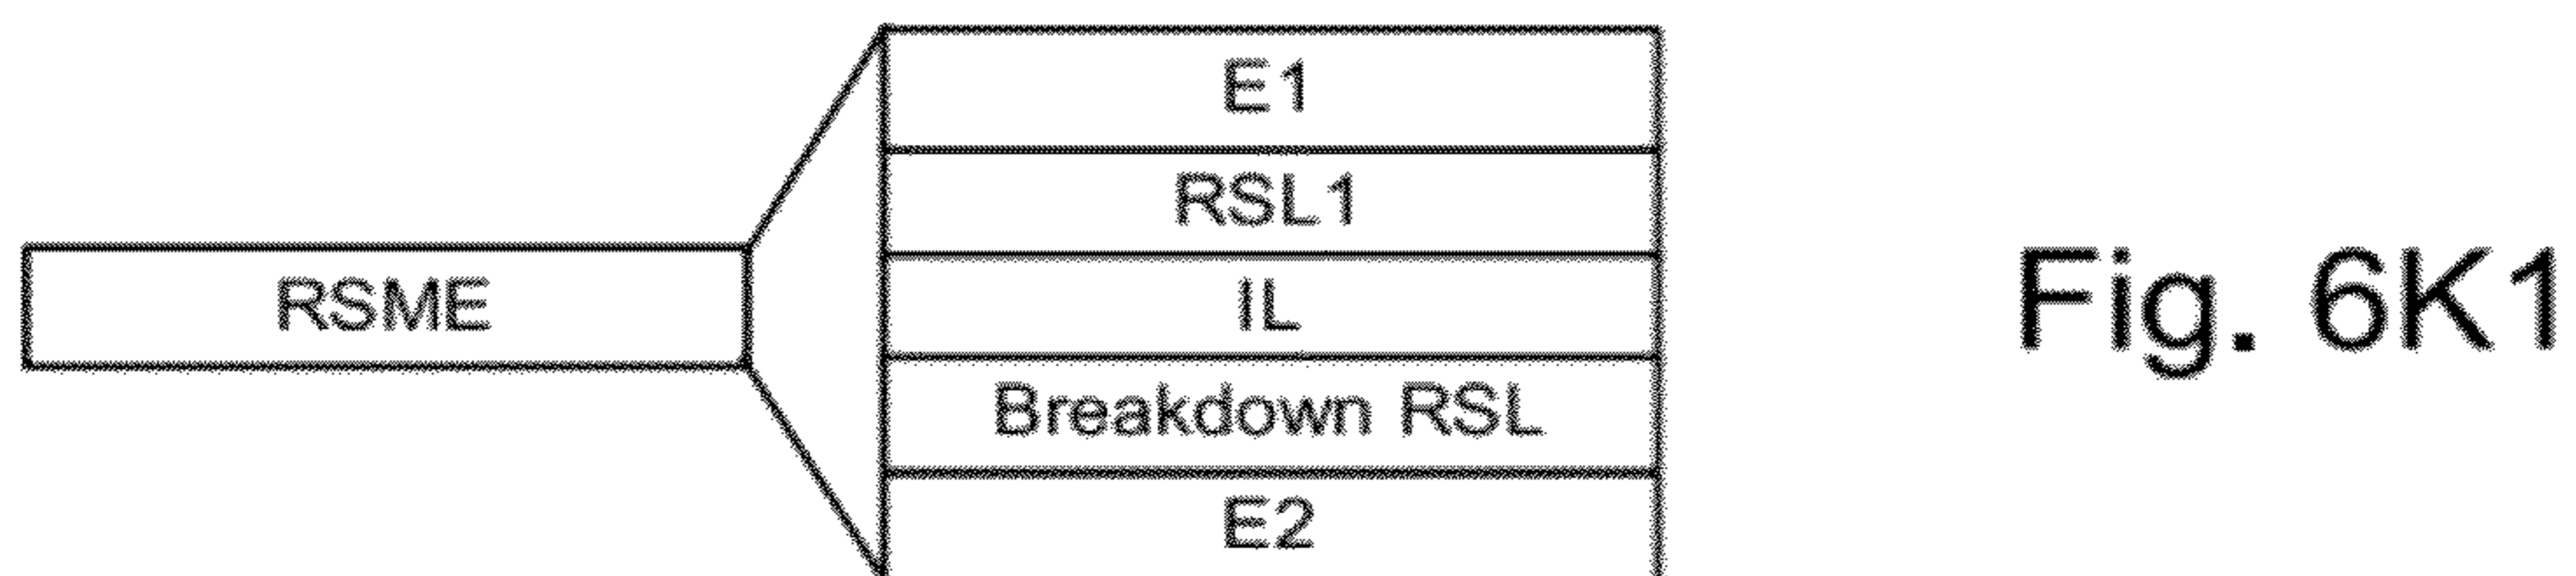 E1
RSL1
RSME
IL
Breakdown RSL
E2
Fig. 6K1